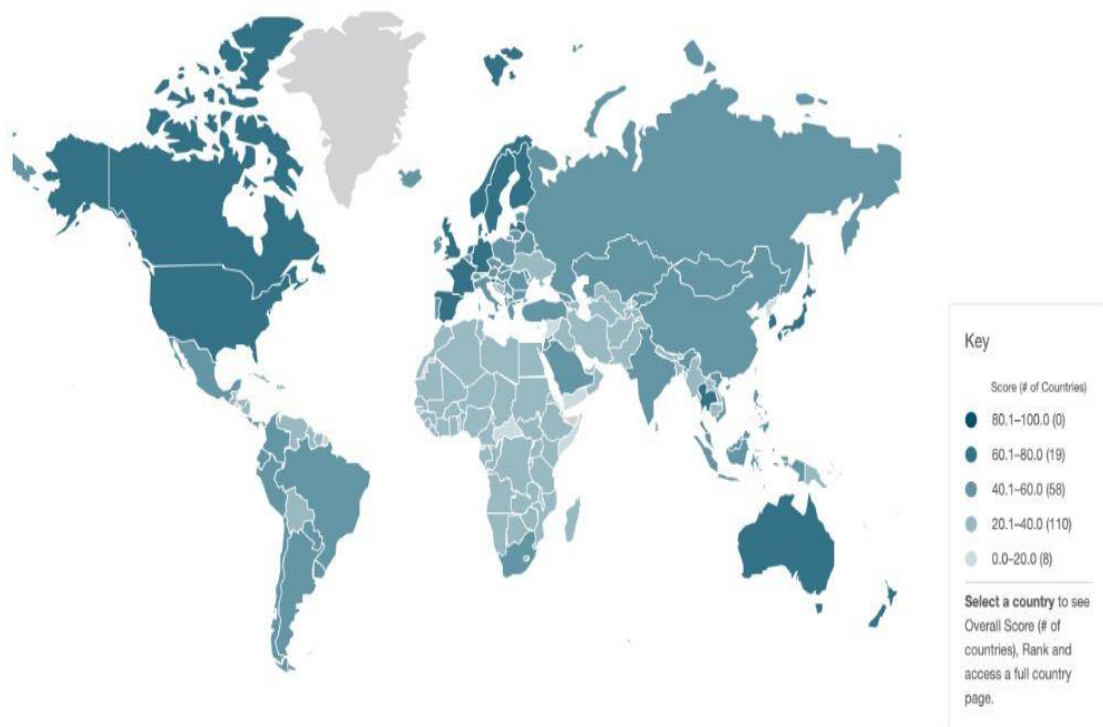 Key
Score (# of Countries)
80.1–100.0 (0)
60.1–80.0 (19)
40.1–60.0 (58)
20.1–40.0 (110)
0.0–20.0 (8)
Select a country to see
Overall Score (# of
countries), Rank and
access a full country
page.